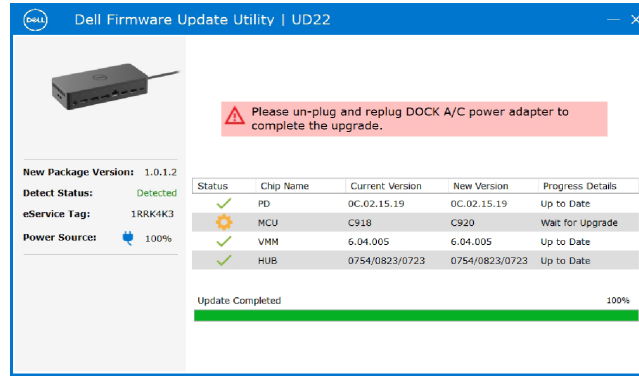 DELL
Dell Firmware Update Utility | UD22
Please un-plug and replug DOCK A/C power adapter to
complete the upgrade.
New Package Version: 1.0.1.2
Detect Status: Detected
eService Tag: 1RRK4K3
Power Source: 100%
Status Chip Name Current Version New Version Progress Details
PD 0C.02.15.19 0C.02.15.19 Up to Date
MCU C918 C920 Wait for Upgrade
VMM 6.04.005 6.04.005 Up to Date
HUB 0754/0823/0723 0754/0823/0723 Up to Date
Update Completed 100%